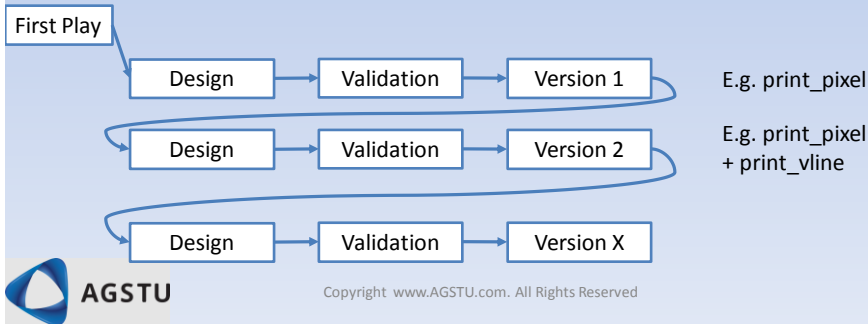 First Play
Design Validation Version 1 E.g. print_pixel
Design Validation Version 2 E.g. print_pixel
+ print_vline
Design Validation Version X
AGSTU Copyright www.AGSTU.com. All Rights Reserved